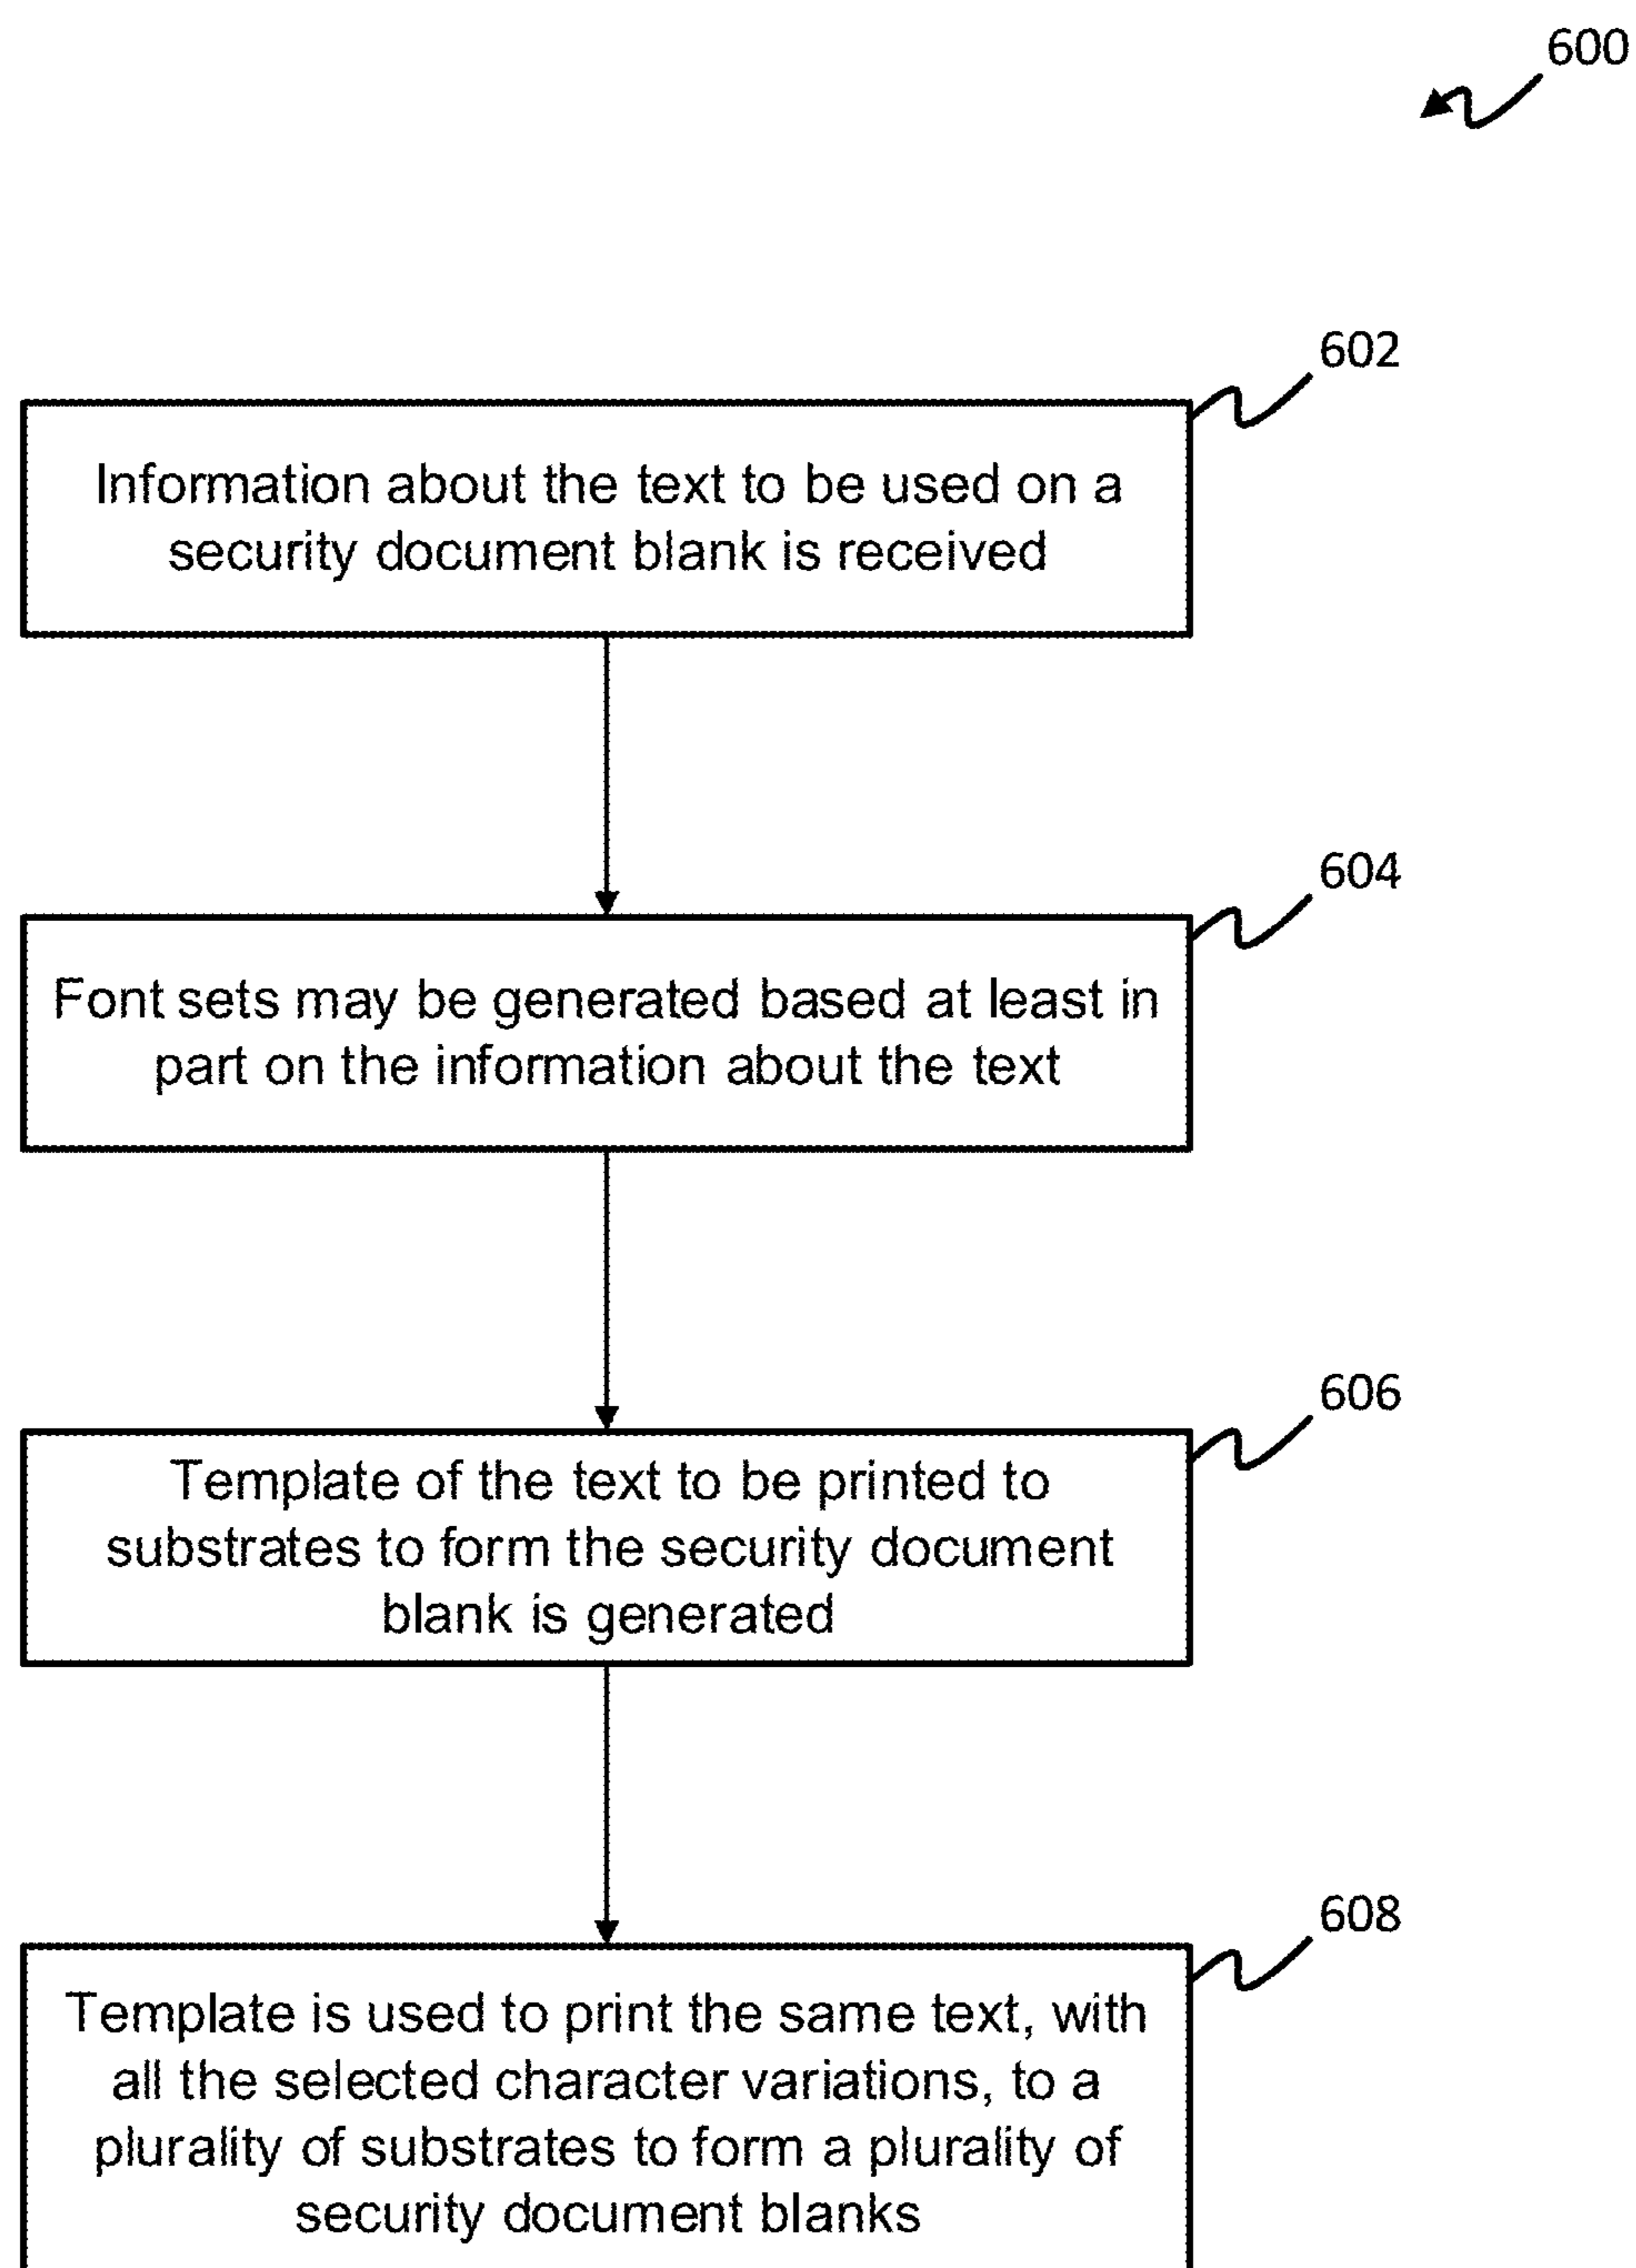 600
602
Information about the text to be used on a
security document blank is received
604
Font sets may be generated based at least in
part on the information about the text
606
Template of the text to be printed to
substrates to form the security document
blank is generated
608
Template is used to print the same text, with
all the selected character variations, to a
plurality of substrates to form a plurality of
security document blanks